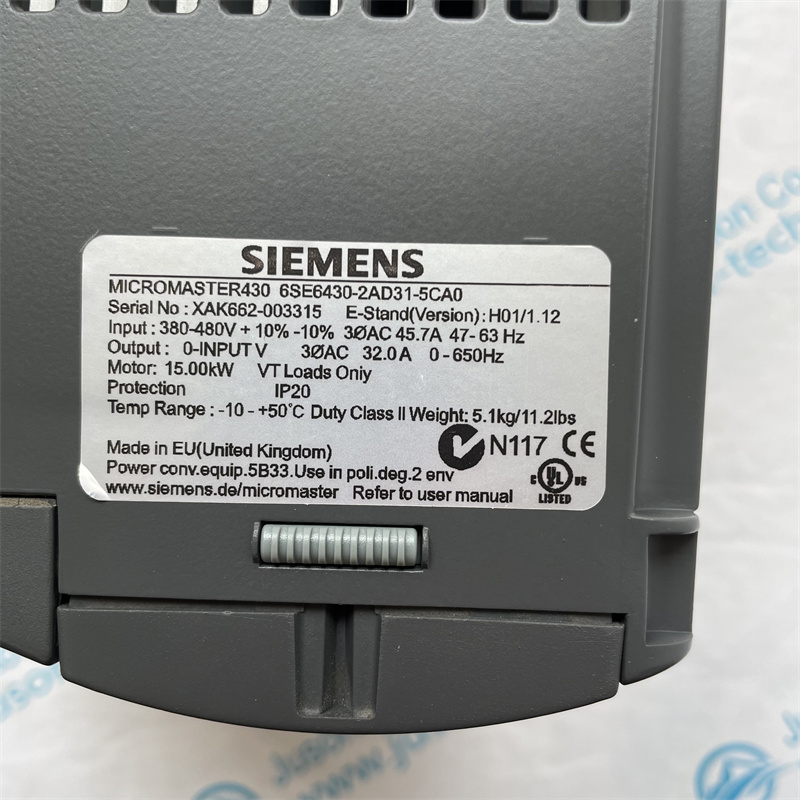 SIEMENS
MICROMASTER430 6SE6430-2AD31-5CA0
Serial No : XAK662-003315 E-Stand(Version) : H01/1.12
Input : 380-480V + 10% -10% 3ØAC 45.7A 47- 63 Hz
Output : 0-INPUT V 3ØAC 32.0 A 0 - 650Hz
Motor: 15.00kW VT Loads Only
Protection IP20
Temp Range : -10 - +50°C Duty Class II Weight: 5.1kg/11.2lbs
N117 CE
Made in EU(United Kingdom)
Power conv.equip.5B33.Use in poli.deg.2 env
C UL US
LISTED
www.siemens.de/micromaster Refer to user manual